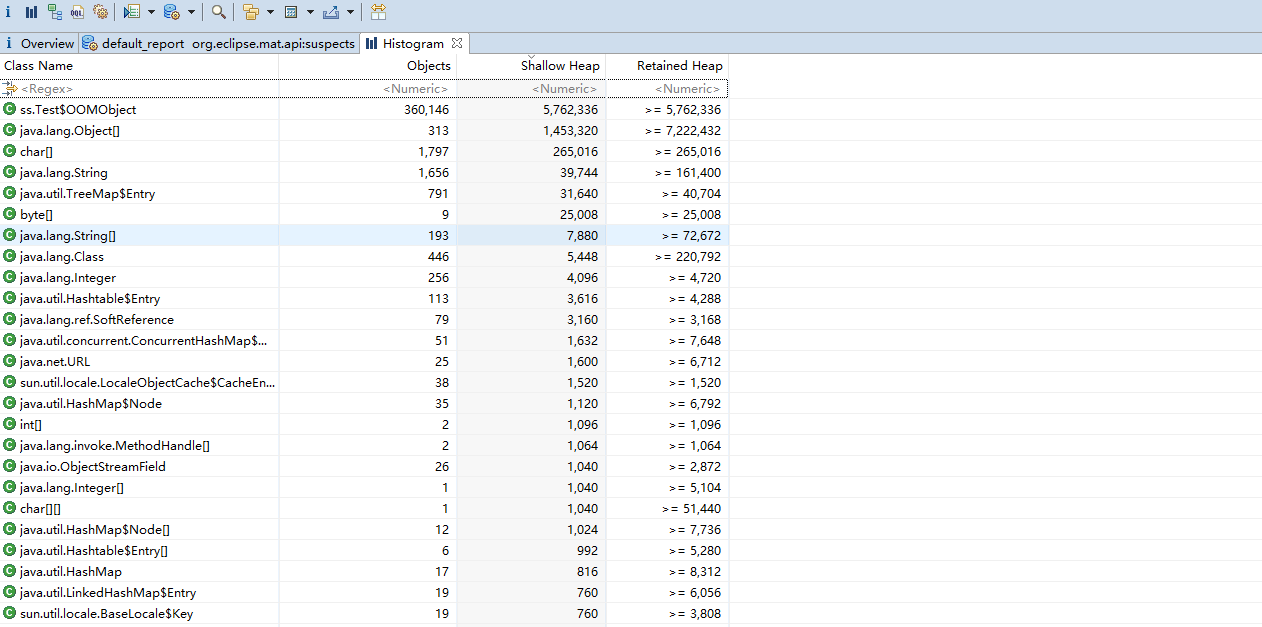 i Overview default_report org.eclipse.mat.api:suspects Histogram
Class Name Objects Shallow Heap Retained Heap
<Regex> <Numeric> <Numeric> <Numeric>
ss.Test$OOMObject 360,146 5,762,336 >= 5,762,336
java.lang.Object[] 313 1,453,320 >= 7,222,432
char[] 1,797 265,016 >= 265,016
java.lang.String 1,656 39,744 >= 161,400
java.util.TreeMap$Entry 791 31,640 >= 40,704
byte[] 9 25,008 >= 25,008
java.lang.String[] 193 7,880 >= 72,672
java.lang.Class 446 5,448 >= 220,792
java.lang.Integer 256 4,096 >= 4,720
java.util.Hashtable$Entry 113 3,616 >= 4,288
java.lang.ref.SoftReference 79 3,160 >= 3,168
java.util.concurrent.ConcurrentHashMap$... 51 1,632 >= 7,648
java.net.URL 25 1,600 >= 6,712
sun.util.locale.LocaleObjectCache$CacheEn... 38 1,520 >= 1,520
java.util.HashMap$Node 35 1,120 >= 6,792
int[] 2 1,096 >= 1,096
java.lang.invoke.MethodHandle[] 2 1,064 >= 1,064
java.io.ObjectStreamField 26 1,040 >= 2,872
java.lang.Integer[] 1 1,040 >= 5,104
char[][] 1 1,040 >= 51,440
java.util.HashMap$Node[] 12 1,024 >= 7,736
java.util.Hashtable$Entry[] 6 992 >= 5,280
java.util.HashMap 17 816 >= 8,312
java.util.LinkedHashMap$Entry 19 760 >= 6,056
sun.util.locale.BaseLocale$Key 19 760 >= 3,808